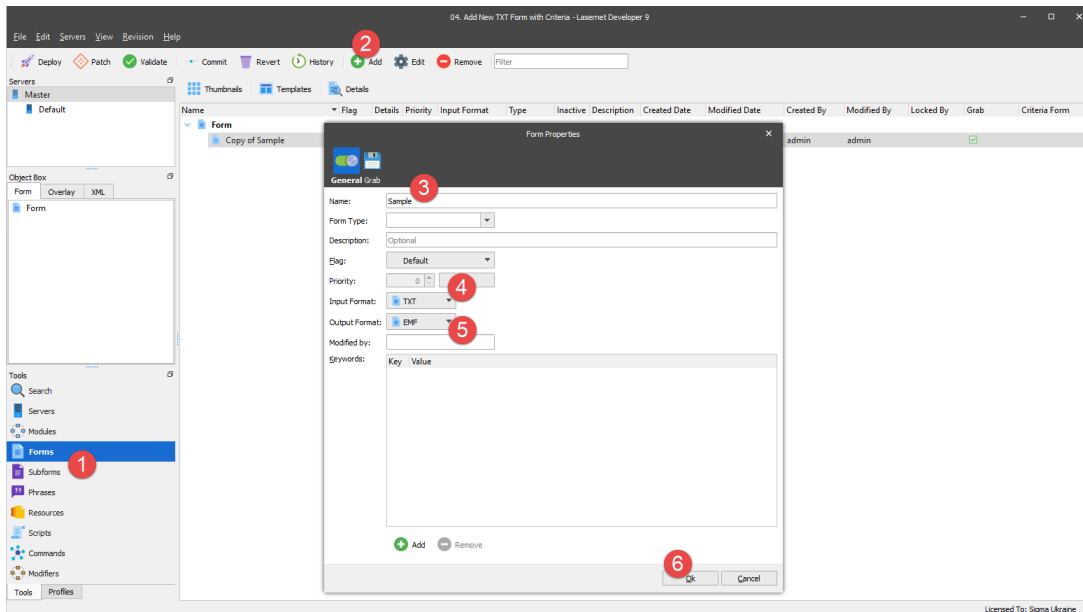 04. Add New TXT Form with Criteria - Lasernet Developer 9
File Edit Servers View Revision Help
2
Deploy Patch Validate Commit Revert History Add Edit Remove Filter
Servers
Master
Default
Thumbnails Templates Details
Name Flag Details Priority Input Format Type Inactive Description Created Date Modified Date Created By Modified By Locked By Grab Criteria Form
Form
Copy of Sample admin admin
Form Properties
General Grab
3
Name: Sample
Form Type:
Description: Optional
Flag: Default
Priority: 0
4
Input Format: TXT
Output Format: EMF
5
Modified by:
Keywords: Key Value
Add Remove
6
Ok Cancel
Object Box
Form Overlay XML
Form
Tools
Search
Servers
Modules
Forms
1
Subforms
Phrases
Resources
Scripts
Commands
Modifiers
Tools Profiles
Licensed To: Sigma Ukraine